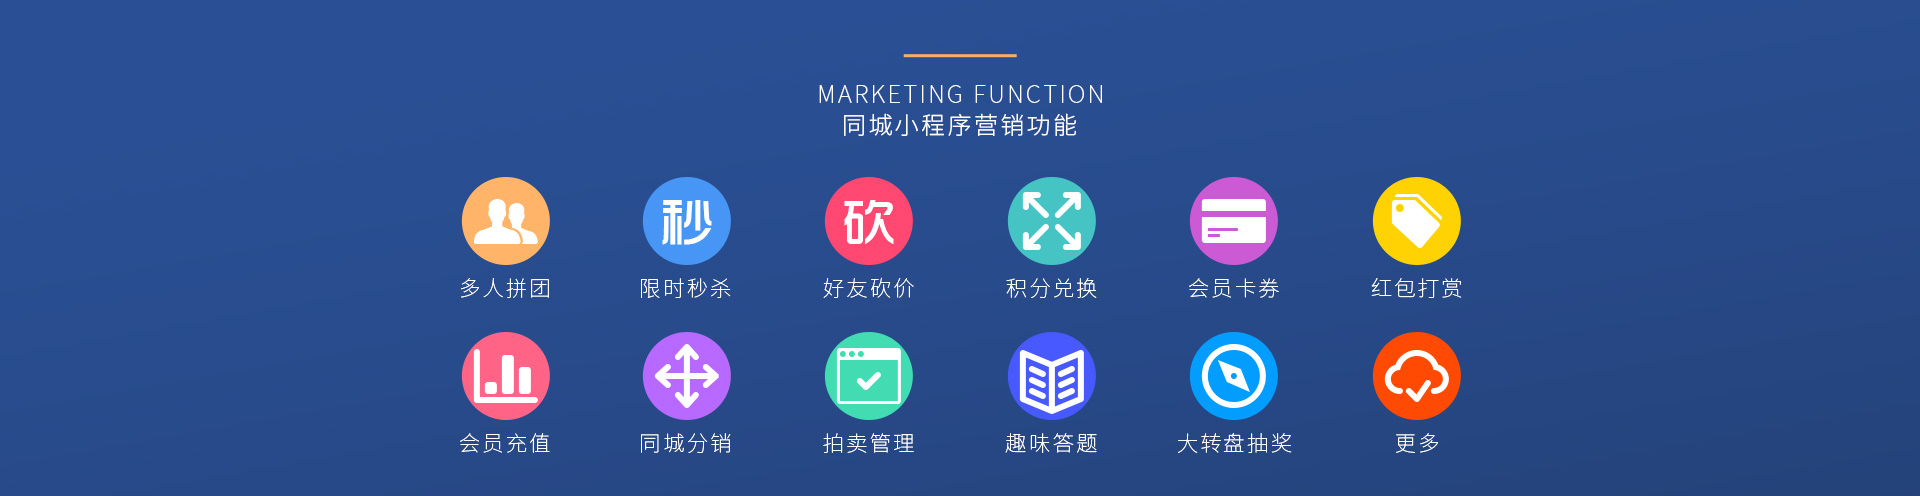 MARKETING FUNCTION
同城小程序营销功能
秒
砍
多人拼团
限时秒杀
好友砍价
积分兑换
会员卡券
红包打赏
会员充值
同城分销
拍卖管理
趣味答题
大转盘抽奖
更多